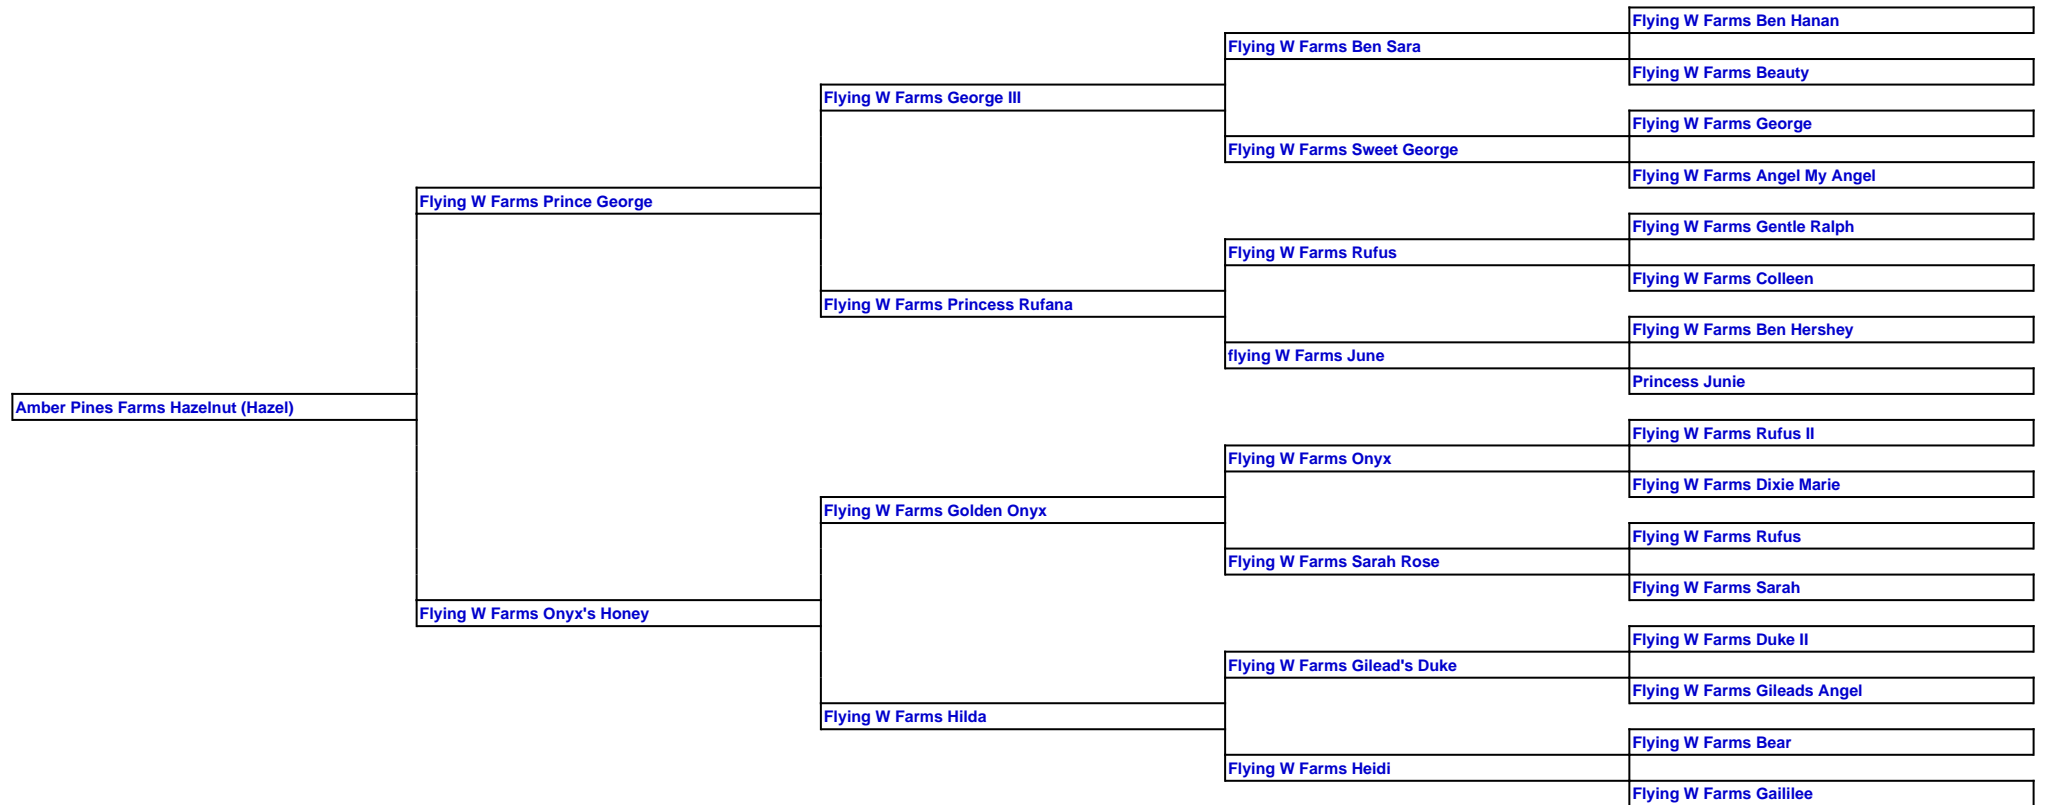 Flying W Farms Ben Hanan
Flying W Farms Ben Sara
Flying W Farms Beauty
Flying W Farms George III
Flying W Farms George
Flying W Farms Sweet George
Flying W Farms Angel My Angel
Flying W Farms Prince George
Flying W Farms Gentle Ralph
Flying W Farms Rufus
Flying W Farms Colleen
Flying W Farms Princess Rufana
Flying W Farms Ben Hershey
flying W Farms June
Princess Junie
Amber Pines Farms Hazelnut (Hazel)
Flying W Farms Rufus II
Flying W Farms Onyx
Flying W Farms Dixie Marie
Flying W Farms Golden Onyx
Flying W Farms Rufus
Flying W Farms Sarah Rose
Flying W Farms Sarah
Flying W Farms Onyx's Honey
Flying W Farms Duke II
Flying W Farms Gilead's Duke
Flying W Farms Gileads Angel
Flying W Farms Hilda
Flying W Farms Bear
Flying W Farms Heidi
Flying W Farms Gaililee